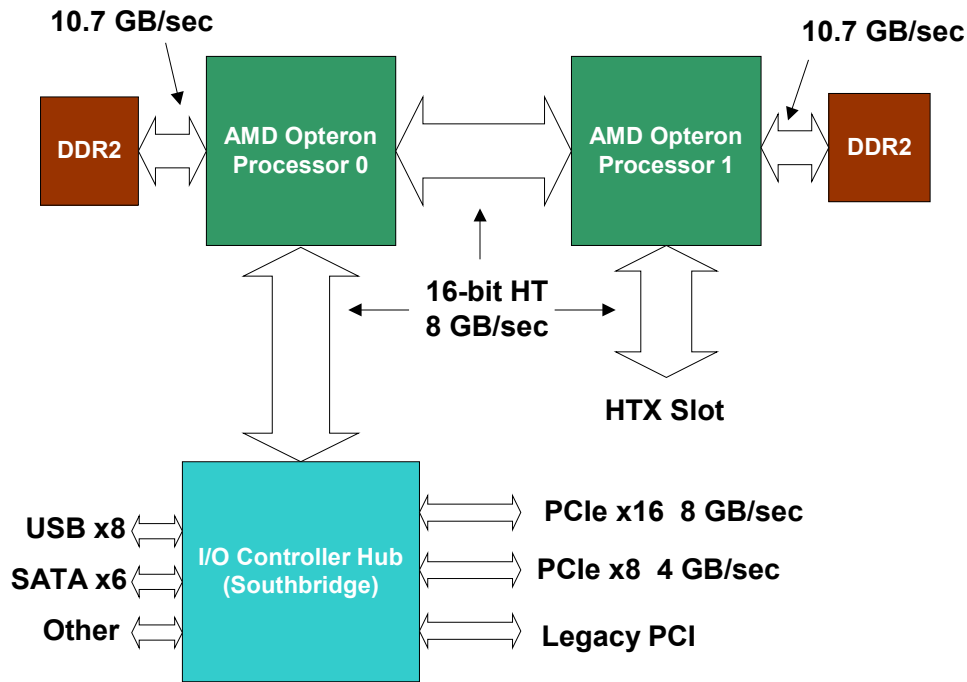 10.7 GB/sec
10.7 GB/sec
DDR2
AMD Opteron
Processor 0
AMD Opteron
Processor 1
DDR2
16-bit HT
8 GB/sec
HTX Slot
USB x8
SATA x6
Other
I/O Controller Hub
(Southbridge)
PCIe x16  8 GB/sec
PCIe x8  4 GB/sec
Legacy PCI